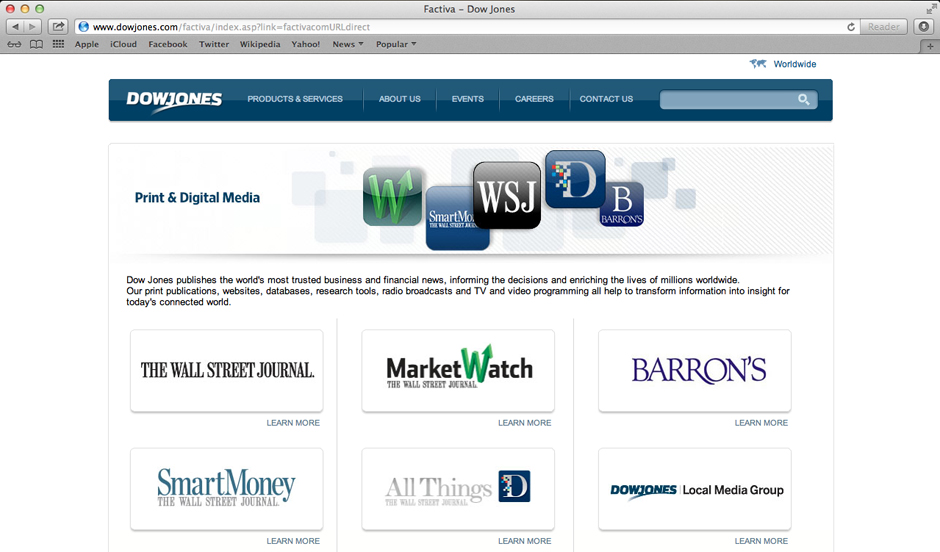 Factiva – Dow Jones
www.dowjones.com/factiva/index.asp?link=factivacomURLdirect
Reader
Apple iCloud Facebook Twitter Wikipedia Yahoo! News Popular
Worldwide
DOWJONES PRODUCTS & SERVICES ABOUT US EVENTS CAREERS CONTACT US
Print & Digital Media
W
SmartMone
THE WALL STREET JOURNAL
WSJ
D
B
BARRON'S
Dow Jones publishes the world's most trusted business and financial news, informing the decisions and enriching the lives of millions worldwide.
Our print publications, websites, databases, research tools, radio broadcasts and TV and video programming all help to transform information into insight for
today's connected world.
THE WALL STREET JOURNAL.
MarketWatch
THE WALL STREET JOURNAL.
BARRON'S
LEARN MORE LEARN MORE LEARN MORE
SmartMoney
THE WALL STREET JOURNAL.
All Things D
THE WALL STREET JOURNAL.
DOWJONES | Local Media Group
LEARN MORE LEARN MORE LEARN MORE